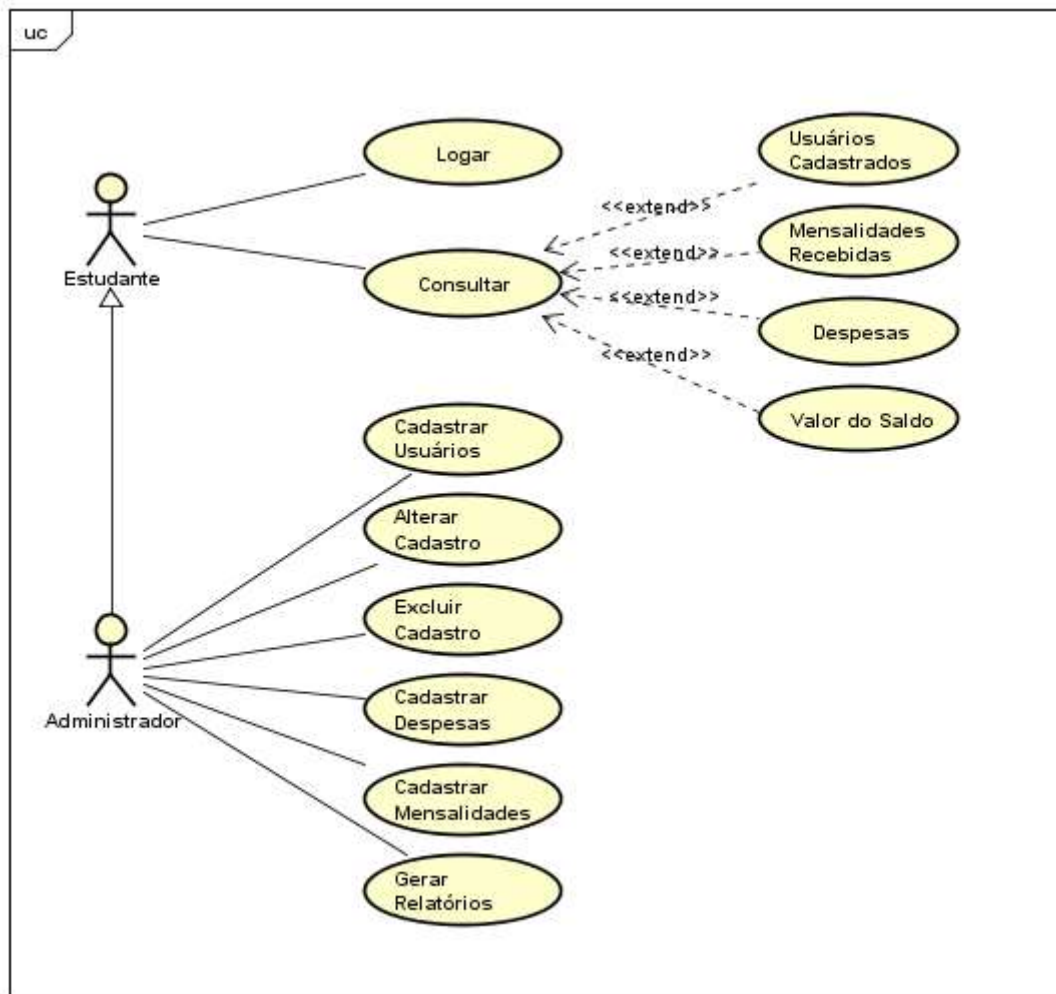 uc
Logar
Usuários
Cadastrados
<<extend>>
Mensalidades
Recebidas
<<extend>>
Estudante
Consultar
<<extend>>
Despesas
<<extend>>
Valor do Saldo
Cadastrar
Usuários
Alterar
Cadastro
Excluir
Cadastro
Administrador
Cadastrar
Despesas
Cadastrar
Mensalidades
Gerar
Relatórios